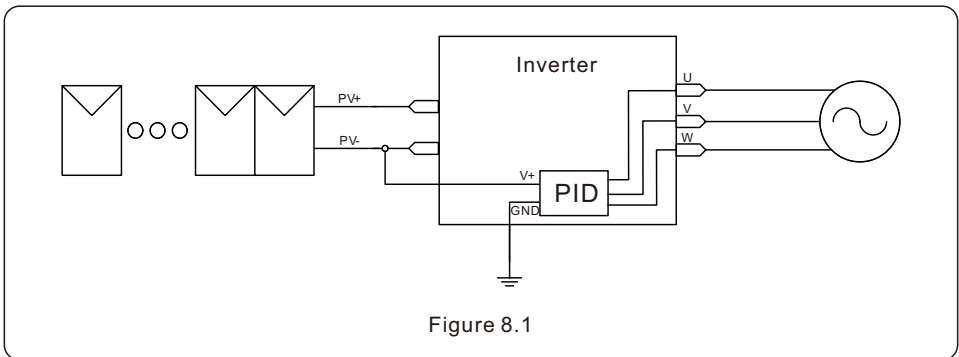 Inverter
U
PV+
V
PV-
W
V+
PID
GND
Figure 8.1